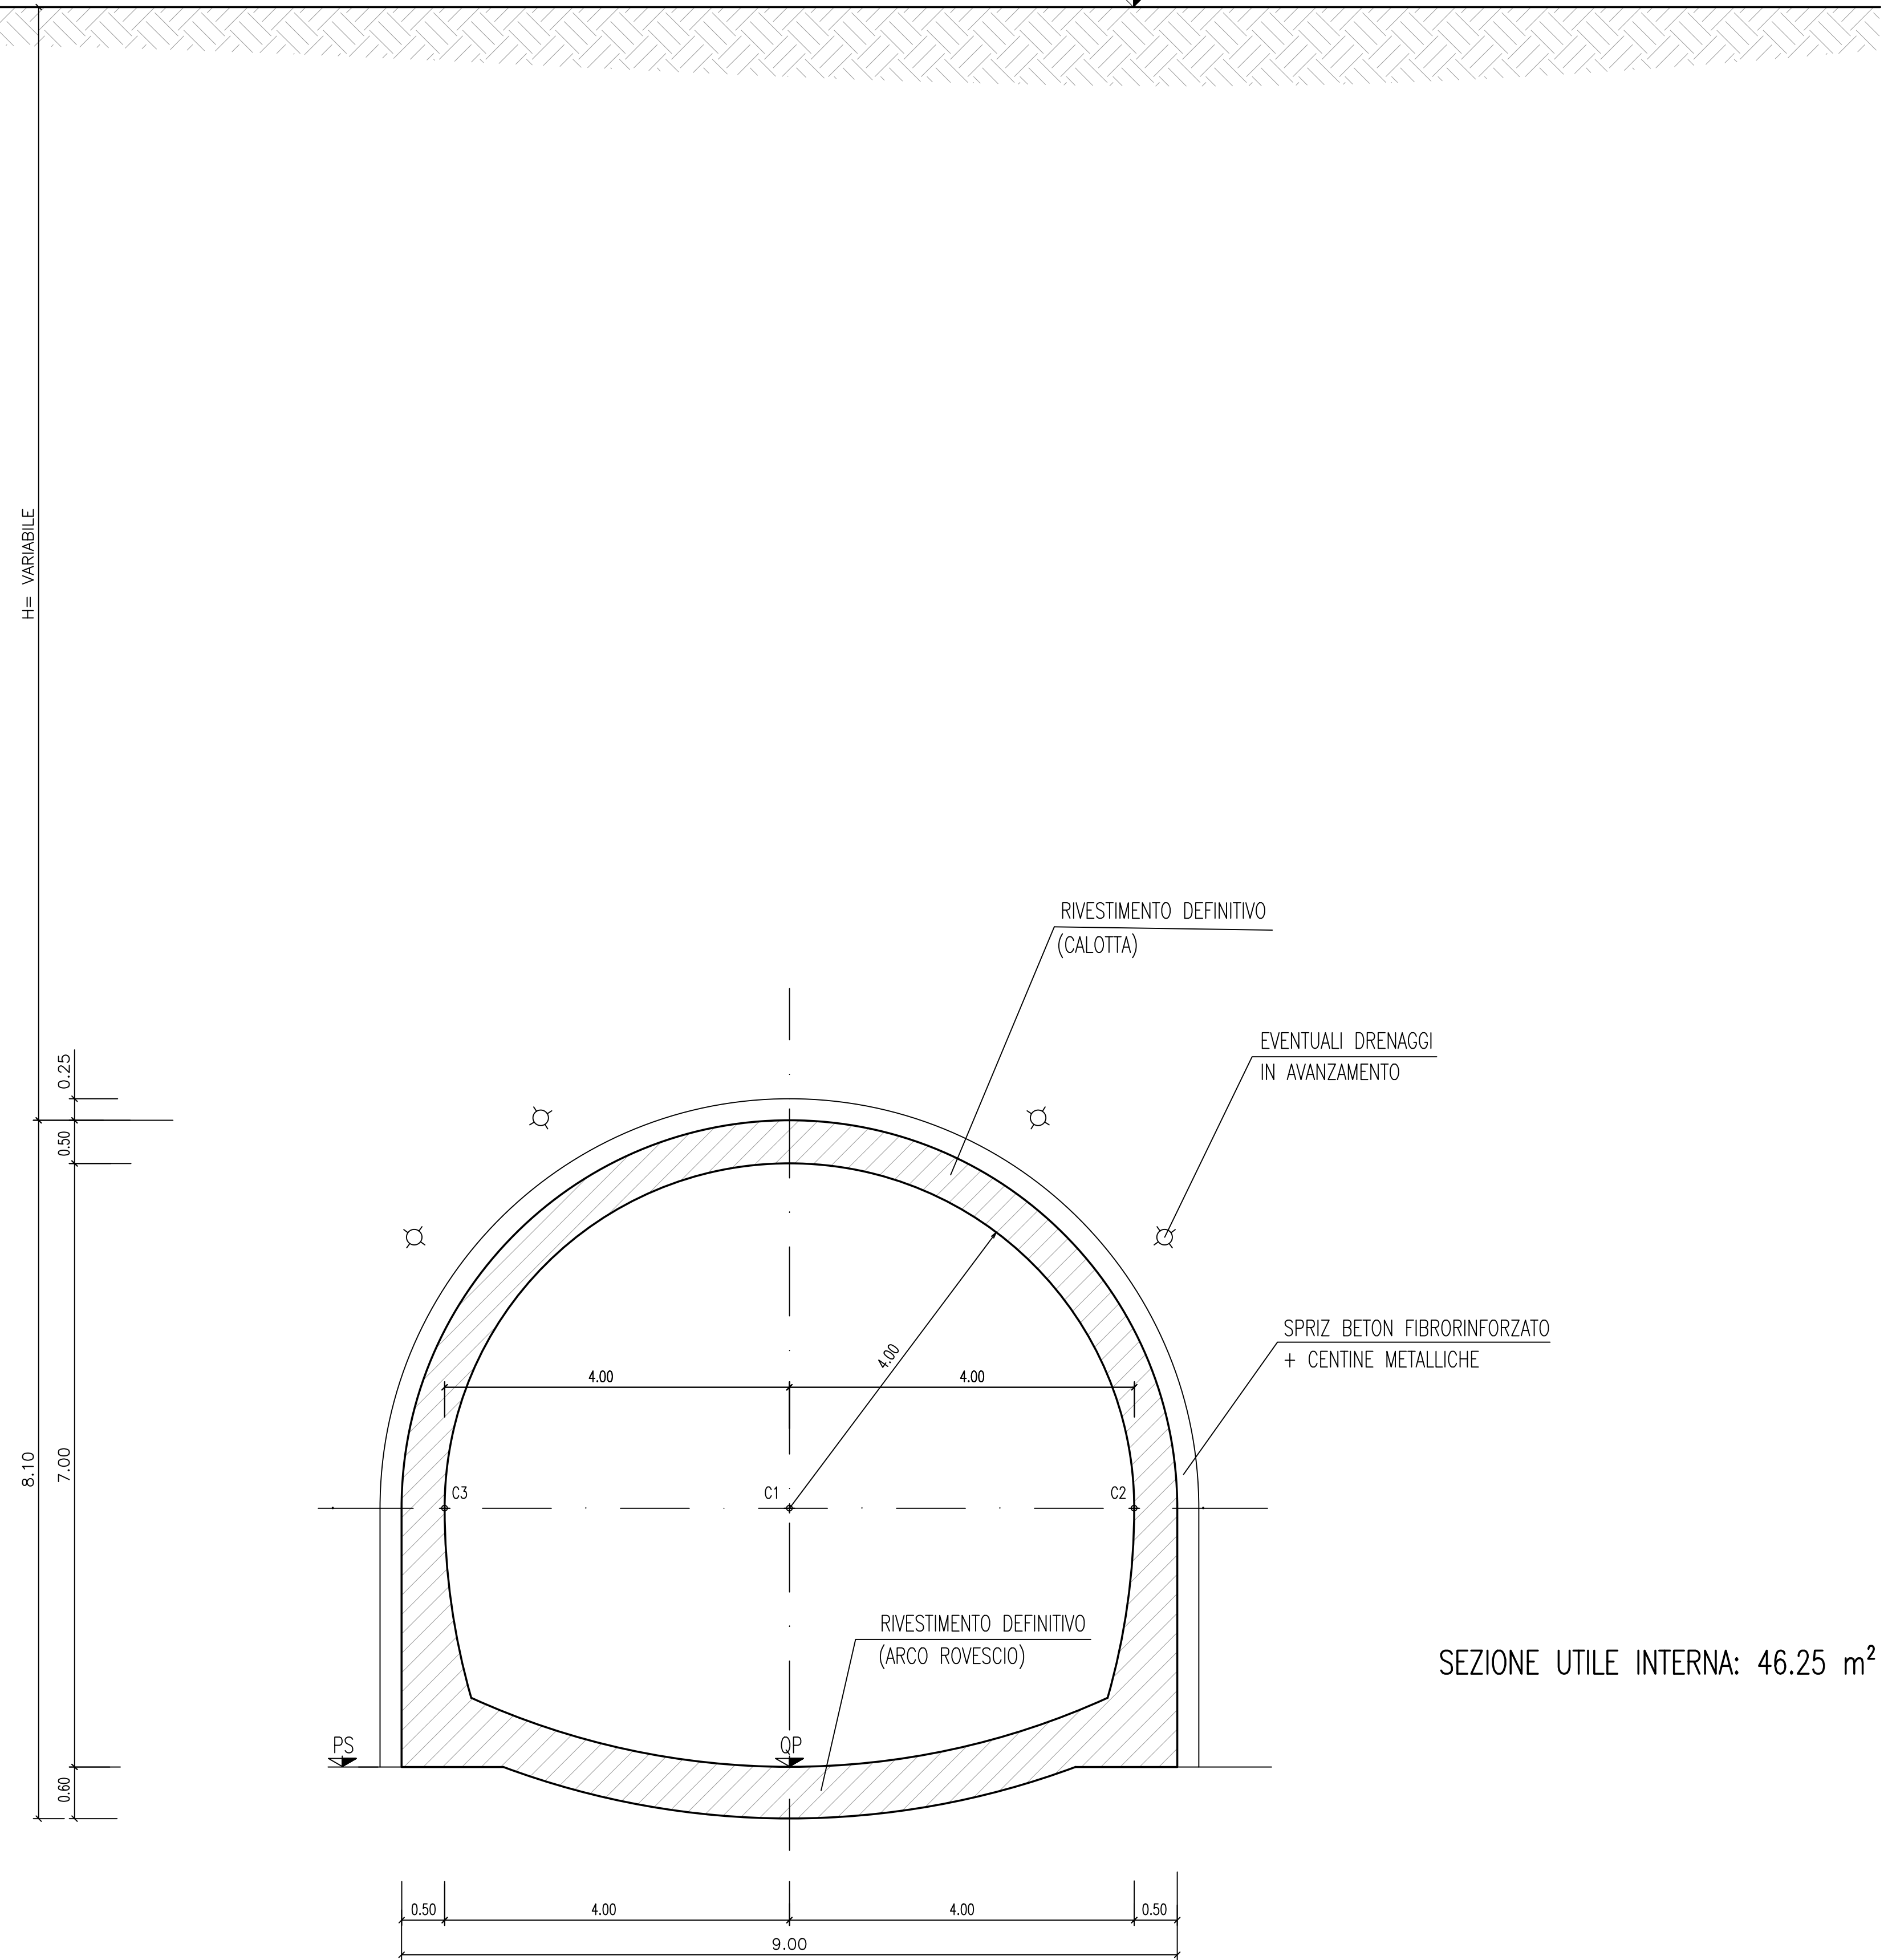 H= VARIABILE
RIVESTIMENTO DEFINITIVO
(CALOTTA)
EVENTUALI DRENAGGI
IN AVANZAMENTO
0.25
0.50
SPRIZ BETON FIBRORINFORZATO
+ CENTINE METALLICHE
4.00
4.00
4.00
8.10
7.00
C3
C1
C2
RIVESTIMENTO DEFINITIVO
(ARCO ROVESCIO)
SEZIONE UTILE INTERNA: 46.25 m²
PS
QP
0.60
0.50
4.00
4.00
0.50
9.00